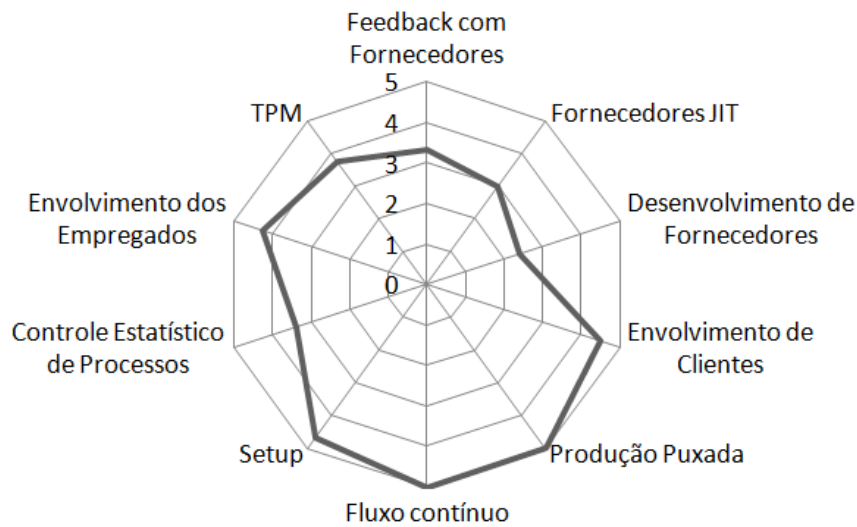 Feedback com
Fornecedores
5
4
3
2
1
0
Fornecedores JIT
Desenvolvimento de
Fornecedores
Envolvimento de
Clientes
Produção Puxada
Fluxo contínuo
Setup
Controle Estatístico
de Processos
Envolvimento dos
Empregados
TPM